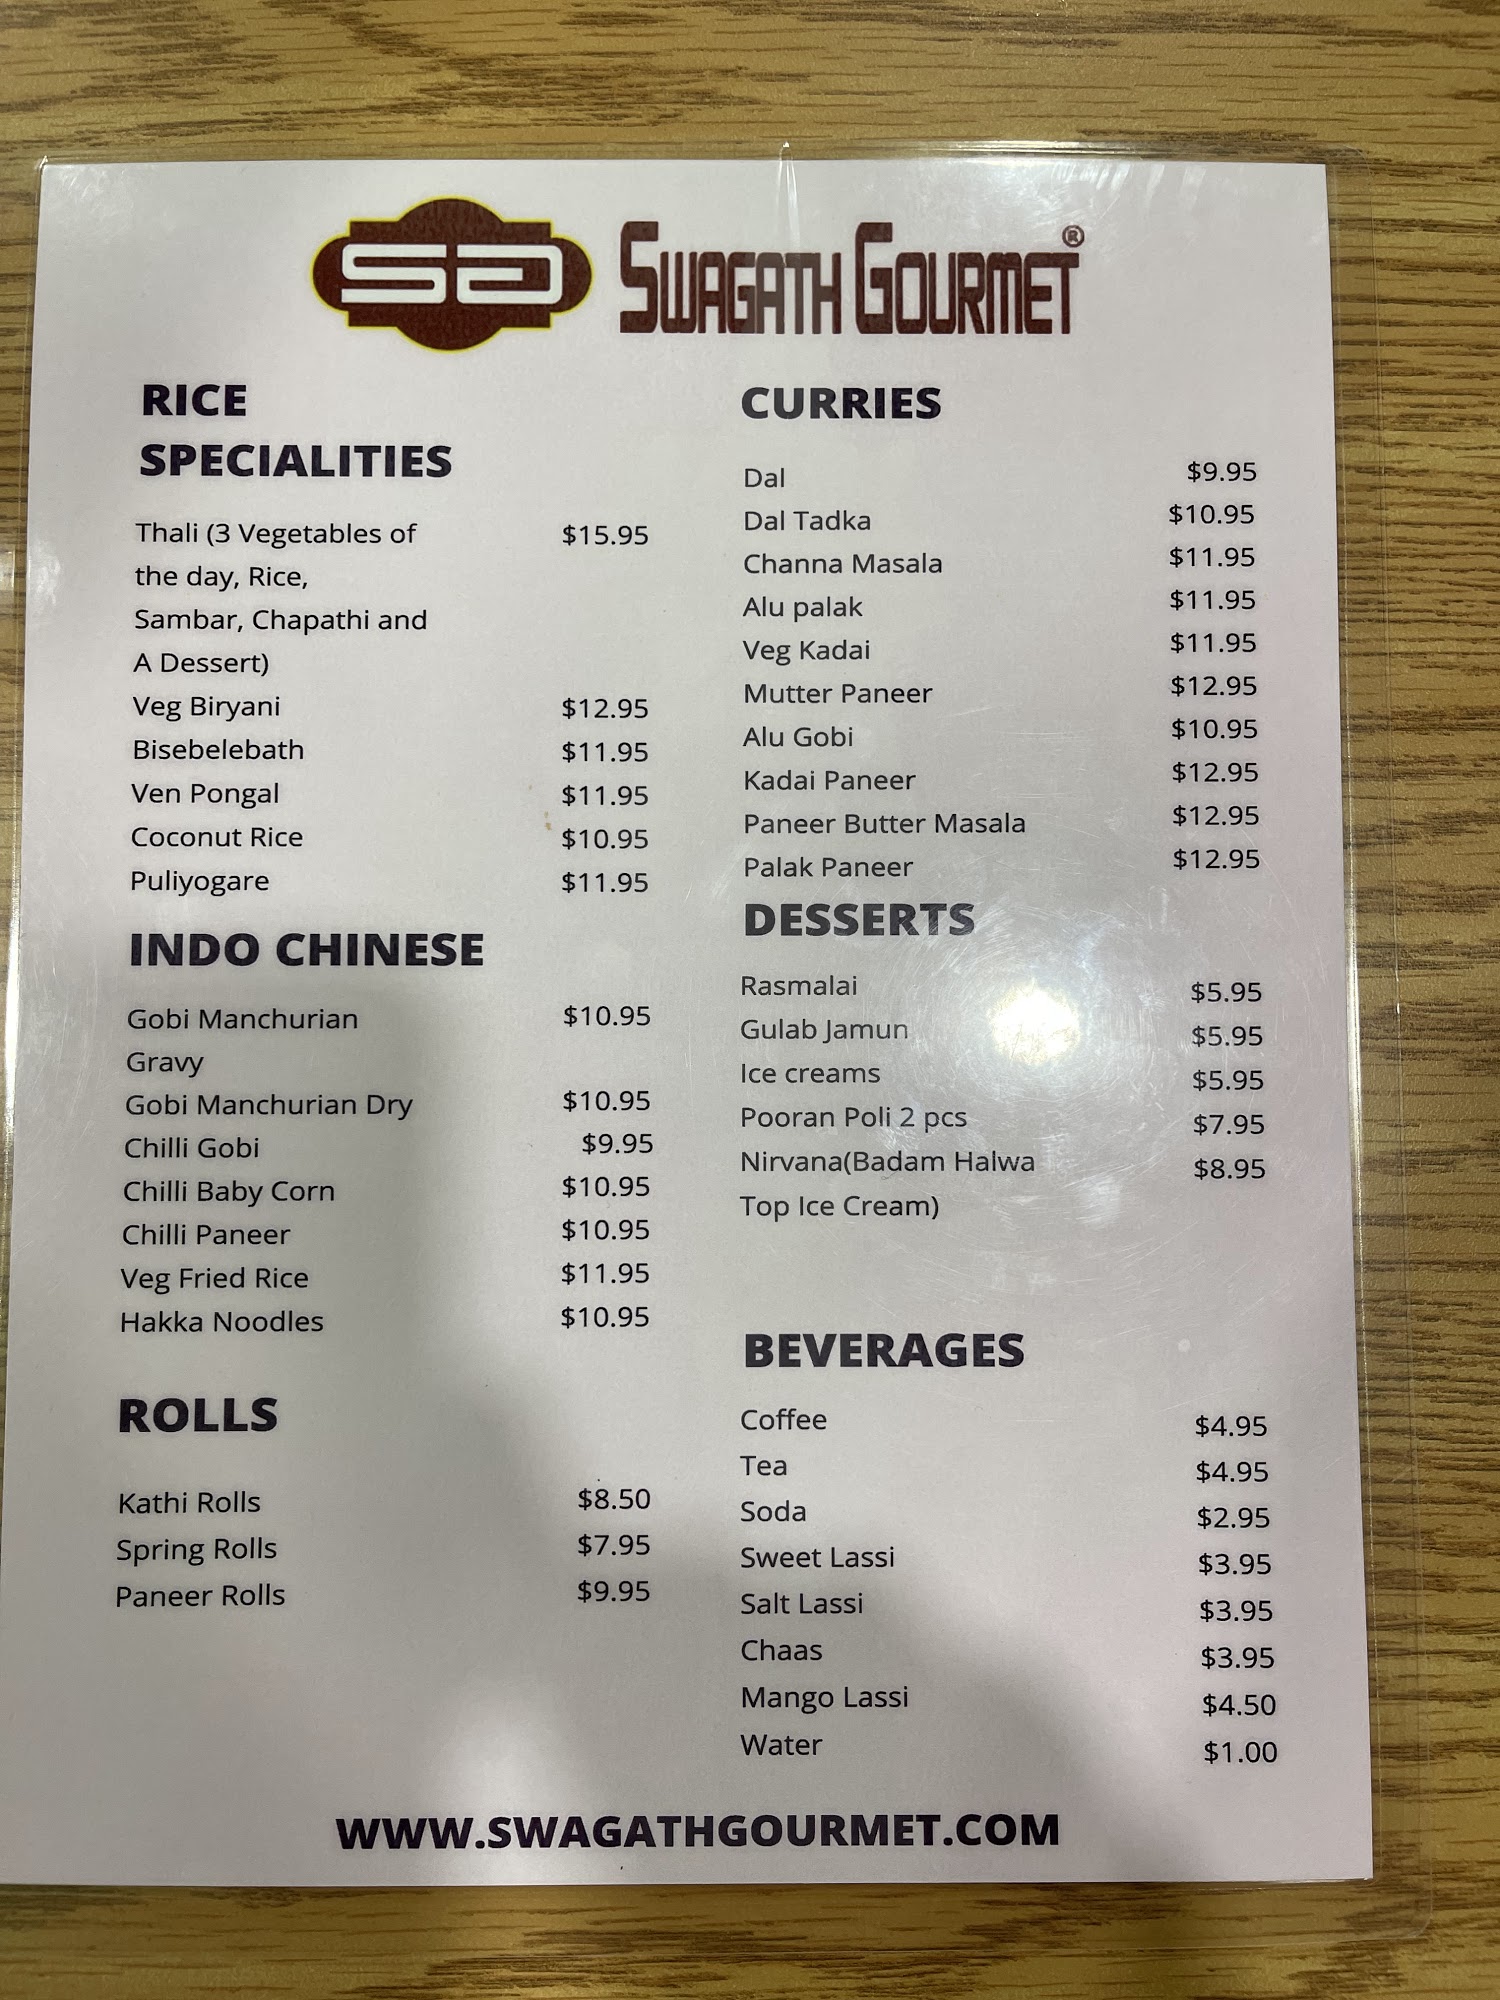 SG SWAGATH GOURMET®
RICE
SPECIALITIES
Thali (3 Vegetables of $15.95
the day, Rice,
Sambar, Chapathi and
A Dessert)
Veg Biryani $12.95
Bisebelebath $11.95
Ven Pongal $11.95
Coconut Rice $10.95
Puliyogare $11.95
INDO CHINESE
Gobi Manchurian $10.95
Gravy
Gobi Manchurian Dry $10.95
Chilli Gobi $9.95
Chilli Baby Corn $10.95
Chilli Paneer $10.95
Veg Fried Rice $11.95
Hakka Noodles $10.95
ROLLS
Kathi Rolls $8.50
Spring Rolls $7.95
Paneer Rolls $9.95
CURRIES
Dal $9.95
Dal Tadka $10.95
Channa Masala $11.95
Alu palak $11.95
Veg Kadai $11.95
Mutter Paneer $12.95
Alu Gobi $10.95
Kadai Paneer $12.95
Paneer Butter Masala $12.95
Palak Paneer $12.95
DESSERTS
Rasmalai $5.95
Gulab Jamun $5.95
Ice creams $5.95
Pooran Poli 2 pcs $7.95
Nirvana(Badam Halwa $8.95
Top Ice Cream)
BEVERAGES
Coffee $4.95
Tea $4.95
Soda $2.95
Sweet Lassi $3.95
Salt Lassi $3.95
Chaas $3.95
Mango Lassi $4.50
Water $1.00
WWW.SWAGATHGOURMET.COM